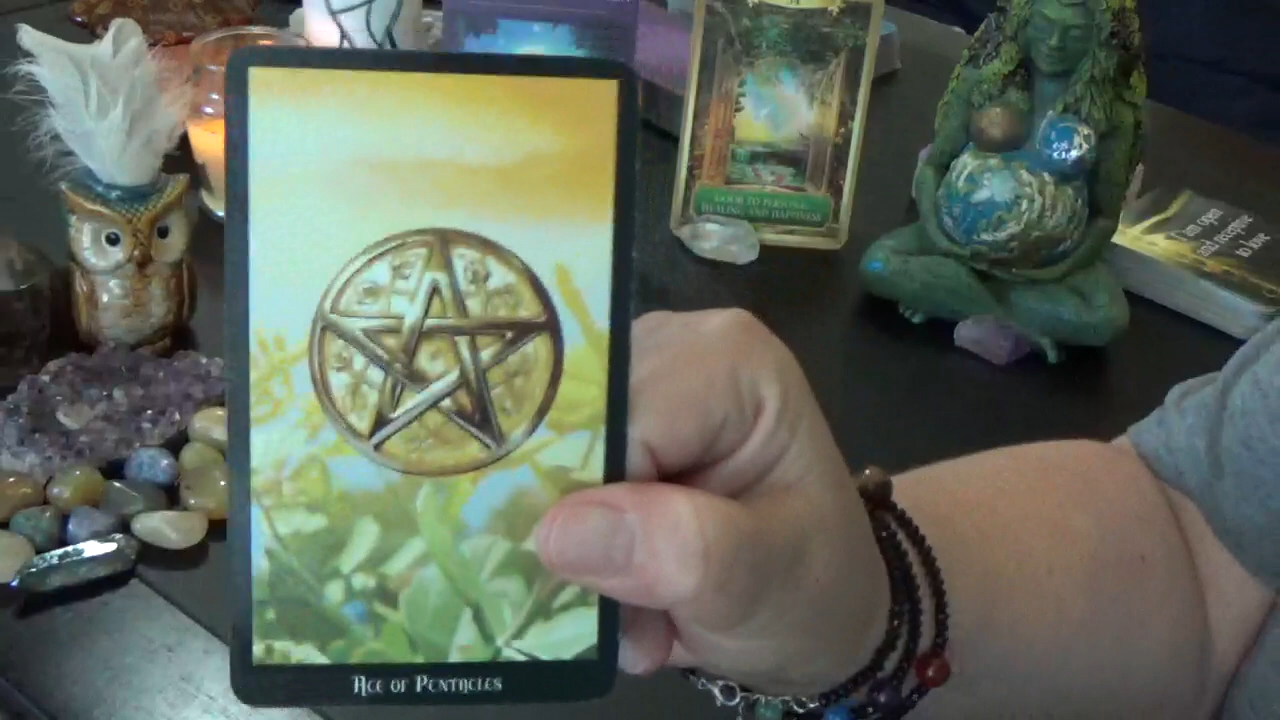 Ace of Pentacles
DOOR TO PERSONAL
HEALING AND HAPPINESS
I am open
and receptive
to love